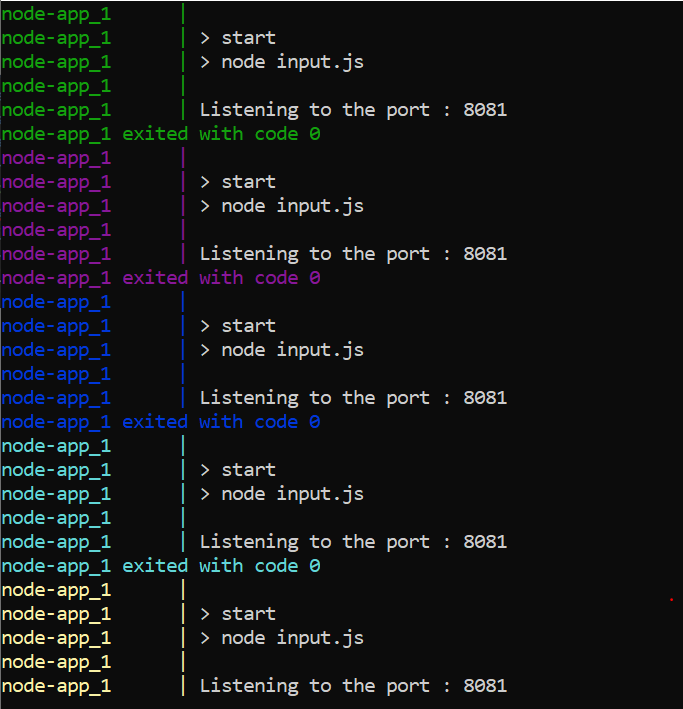 node-app_1 |
node-app_1 | > start
node-app_1 | > node input.js
node-app_1 |
node-app_1 | Listening to the port : 8081
node-app_1 exited with code 0
node-app_1 |
node-app_1 | > start
node-app_1 | > node input.js
node-app_1 |
node-app_1 | Listening to the port : 8081
node-app_1 exited with code 0
node-app_1 |
node-app_1 | > start
node-app_1 | > node input.js
node-app_1 |
node-app_1 | Listening to the port : 8081
node-app_1 exited with code 0
node-app_1 |
node-app_1 | > start
node-app_1 | > node input.js
node-app_1 |
node-app_1 | Listening to the port : 8081
node-app_1 exited with code 0
node-app_1 |
node-app_1 | > start
node-app_1 | > node input.js
node-app_1 |
node-app_1 | Listening to the port : 8081